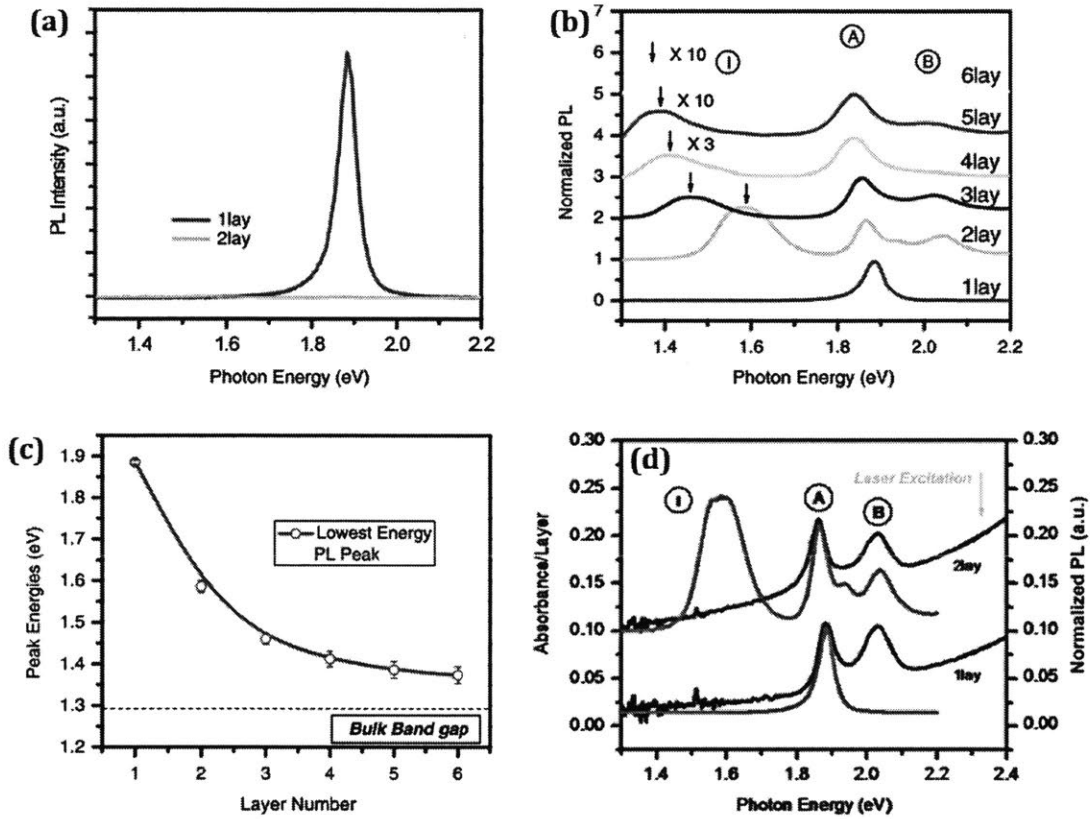 (a)
PL Intensity (a.u.)
1lay
2lay
1.4 1.6 1.8 2.0 2.2
Photon Energy (eV)
(b)
Normalized PL
7
6
5
4
3
2
1
0
X 10
X 10
X 3
I
A
B
6lay
5lay
4lay
3lay
2lay
1lay
1.4 1.6 1.8 2.0 2.2
Photon Energy (eV)
(c)
Peak Energies (eV)
1.9
1.8
1.7
1.6
1.5
1.4
1.3
1.2
Lowest Energy
PL Peak
Bulk Band gap
1 2 3 4 5 6
Layer Number
(d)
Absorbance/Layer
0.30
0.25
0.20
0.15
0.10
0.05
0.00
I
A
B
Laser Excitation
2lay
1lay
0.30
0.25
0.20
0.15
0.10
0.05
0.00
Normalized PL (a.u.)
1.4 1.6 1.8 2.0 2.2 2.4
Photon Energy (eV)